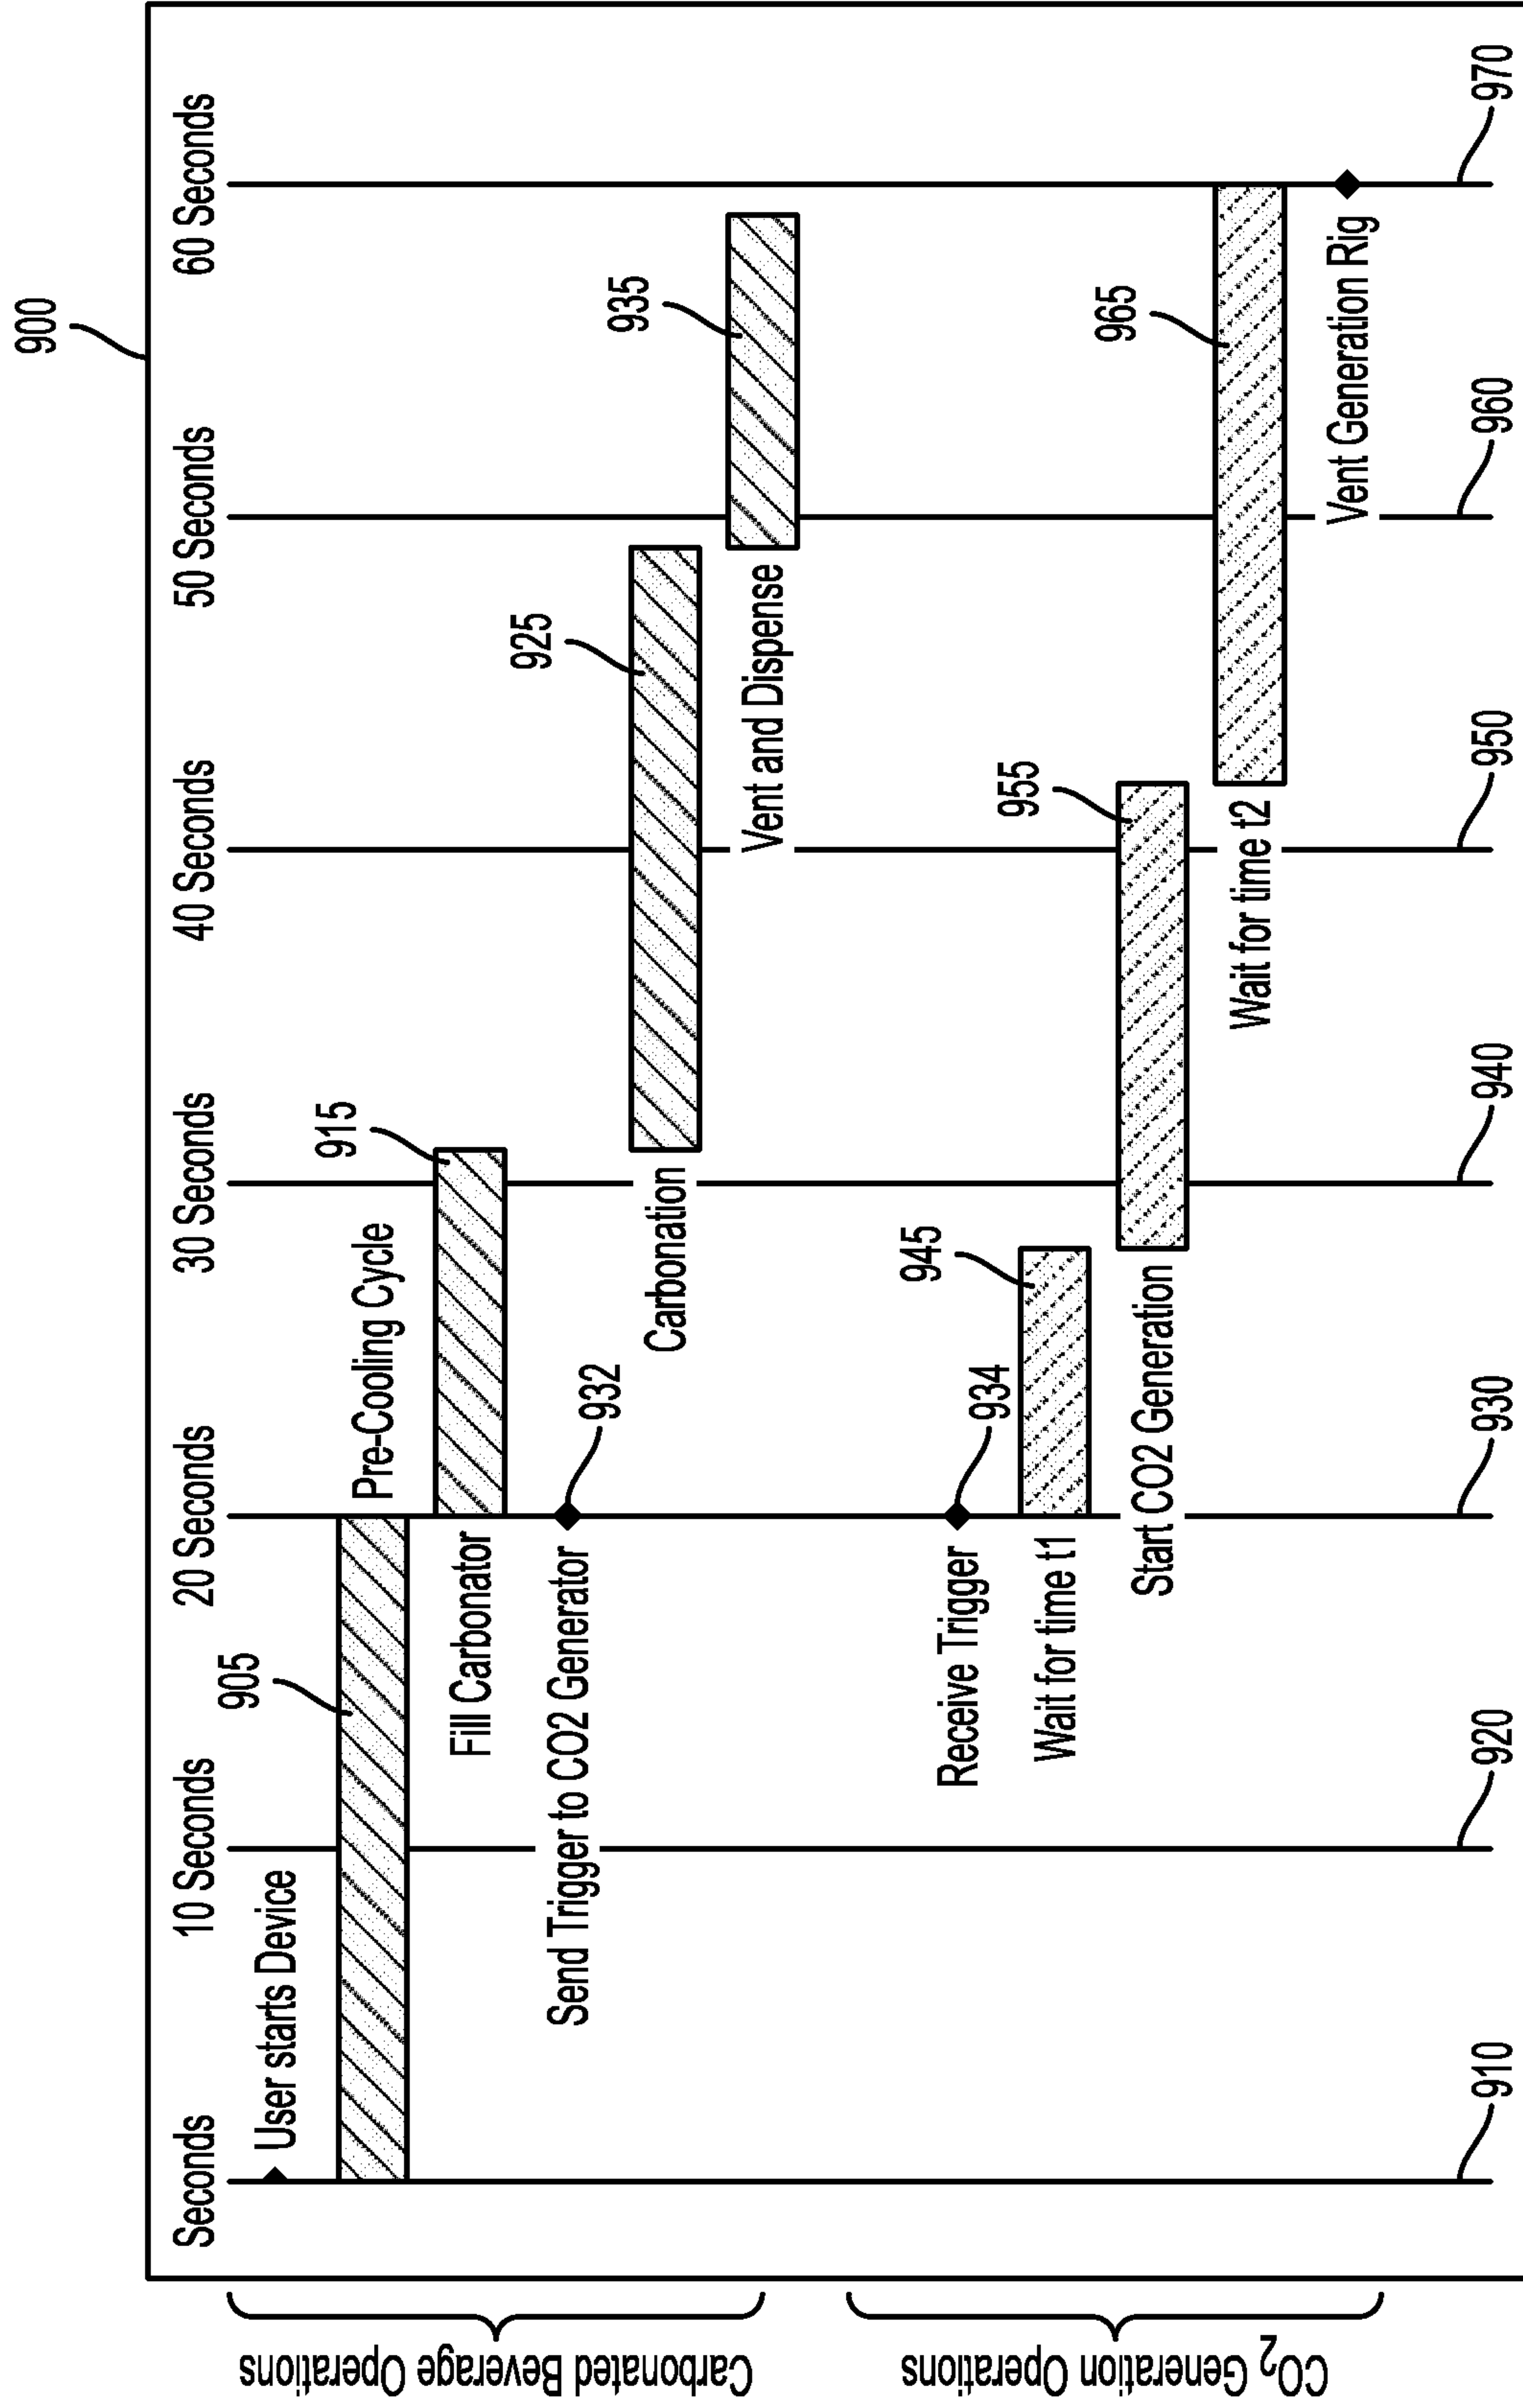 900
Seconds
10 Seconds
20 Seconds
30 Seconds
40 Seconds
50 Seconds
60 Seconds
Carbonated Beverage Operations
User starts Device
905
Pre-Cooling Cycle
915
Fill Carbonator
Send Trigger to CO2 Generator
932
925
Carbonation
935
Vent and Dispense
CO2 Generation Operations
Receive Trigger
934
945
Wait for time t1
955
Start CO2 Generation
965
Wait for time t2
Vent Generation Rig
910
920
930
940
950
960
970